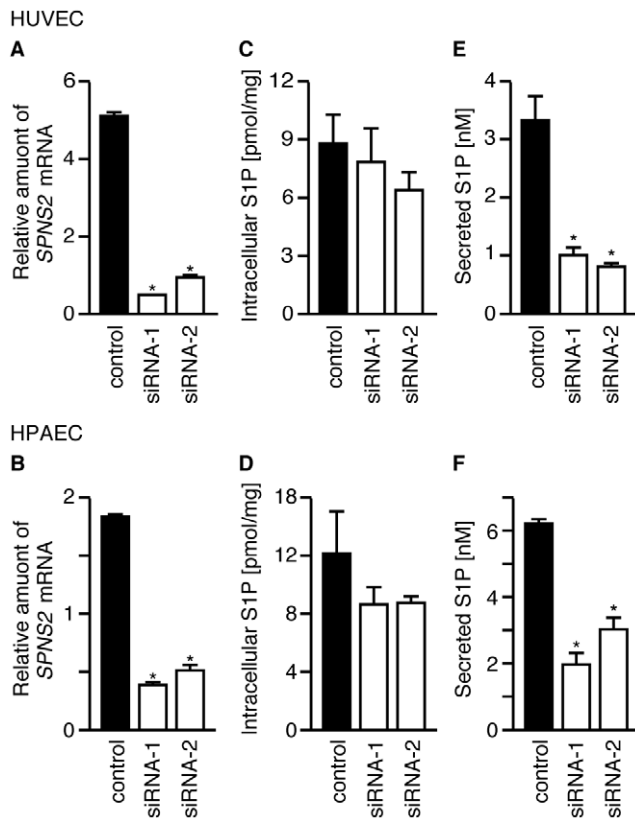 HUVEC
A
Relative amuont of
SPNS2 mRNA
6
4
2
0
*
*
control
siRNA-1
siRNA-2
C
Intracellular S1P [pmol/mg]
12
9
6
3
0
control
siRNA-1
siRNA-2
E
Secreted S1P [nM]
4
3
2
1
0
*
*
control
siRNA-1
siRNA-2
HPAEC
B
Relative amuont of
SPNS2 mRNA
2
1
0
*
*
control
siRNA-1
siRNA-2
D
Intracellular S1P [pmol/mg]
18
12
8
4
0
control
siRNA-1
siRNA-2
F
Secreted S1P [nM]
6
4
2
0
*
*
control
siRNA-1
siRNA-2